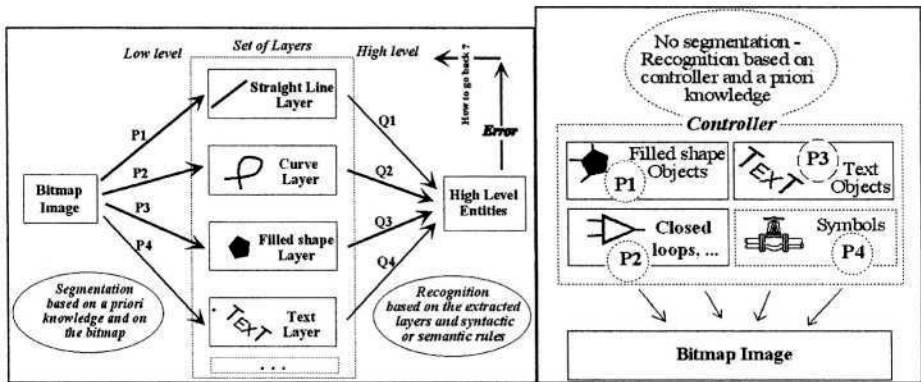 Low level
Set of Layers
High level
Straight Line
Layer
Curve
Layer
Filled shape
Layer
TEXT
Text
Layer
...
P1
P2
P3
P4
Bitmap
Image
Q1
Q2
Q3
Q4
High Level
Entities
How to go back ?
Error
Segmentation
based on a priori
knowledge and on
the bitmap
Recognition
based on the extracted
layers and syntactic
or semantic rules
No segmentation -
Recognition based on
controller and a priori
knowledge
Controller
Filled shape
Objects
P1
TEXT
P3
Text
Objects
Closed
loops, ...
P2
Symbols
P4
Bitmap Image